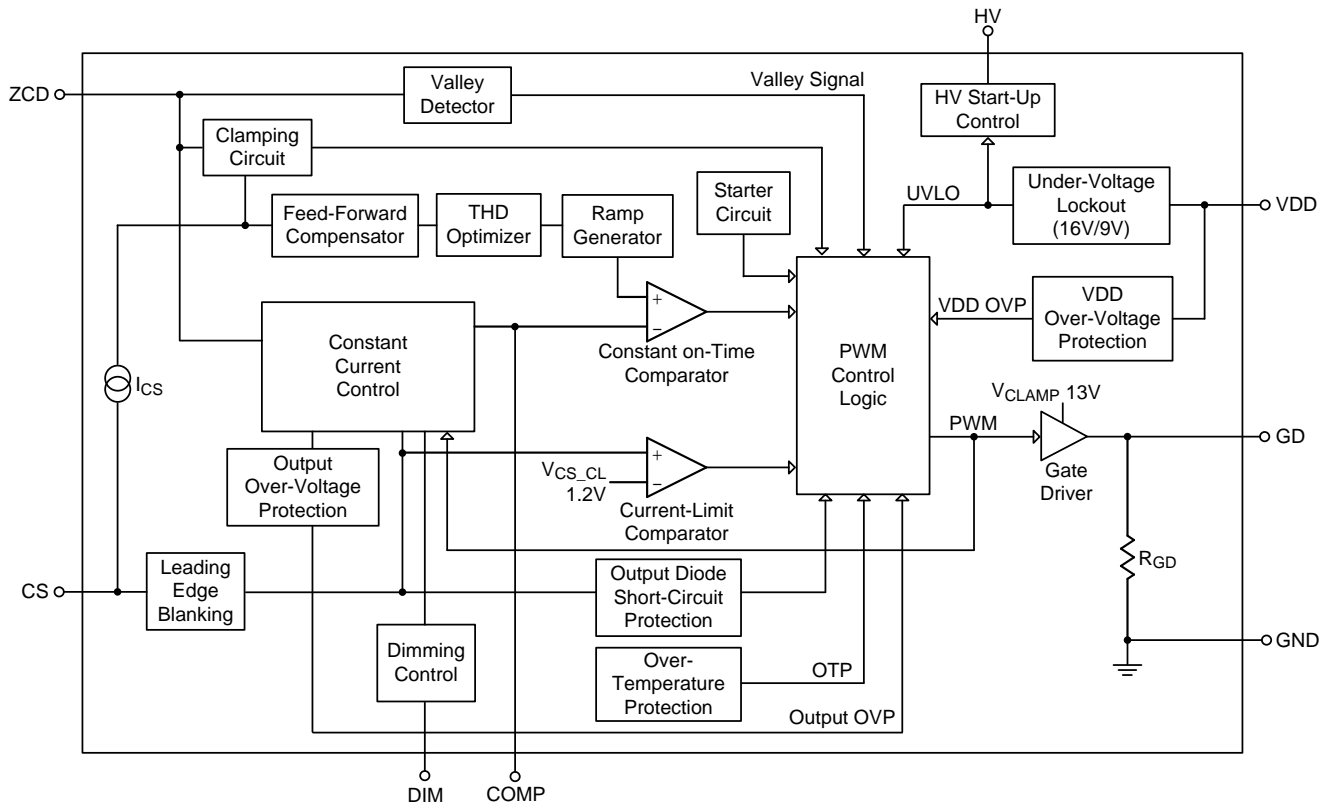 HV
ZCD
Valley
Detector
Valley Signal
HV Start-Up
Control
Clamping
Circuit
Starter
Circuit
UVLO
Under-Voltage
Lockout
(16V/9V)
VDD
Feed-Forward
Compensator
THD
Optimizer
Ramp
Generator
VDD OVP
VDD
Over-Voltage
Protection
+
−
Constant on-Time
Comparator
Constant
Current
Control
PWM
Control
Logic
ICS
VCLAMP 13V
PWM
GD
Gate
Driver
Output
Over-Voltage
Protection
VCS_CL
1.2V
+
−
Current-Limit
Comparator
RGD
CS
Leading
Edge
Blanking
Output Diode
Short-Circuit
Protection
GND
Dimming
Control
Over-
Temperature
Protection
OTP
Output OVP
DIM
COMP